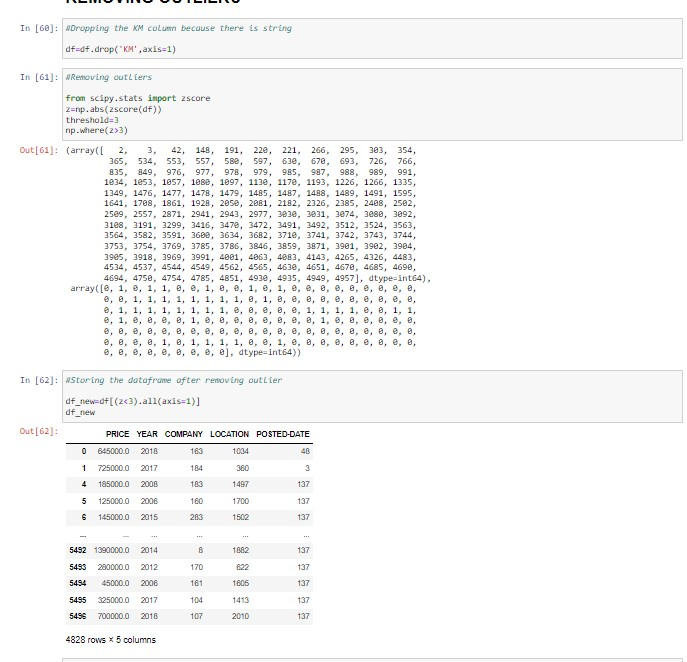 REMOVING OUTLIERS
In [60]: #Dropping the KM column because there is string
df=df.drop('KM',axis=1)
In [61]: #Removing outliers
from scipy.stats import zscore
z=np.abs(zscore(df))
threshold=3
np.where(z>3)
Out[61]: (array([   2,    3,   42,  148,  191,  220,  221,  266,  295,  303,  354,
365,  534,  553,  557,  580,  597,  630,  670,  693,  726,  766,
835,  849,  976,  977,  978,  979,  985,  987,  988,  989,  991,
1034, 1053, 1057, 1080, 1097, 1130, 1170, 1193, 1226, 1266, 1335,
1349, 1476, 1477, 1478, 1479, 1485, 1487, 1488, 1489, 1491, 1595,
1641, 1708, 1861, 1928, 2050, 2081, 2182, 2326, 2385, 2408, 2502,
2509, 2557, 2871, 2941, 2943, 2977, 3030, 3031, 3074, 3080, 3092,
3108, 3191, 3299, 3416, 3470, 3472, 3491, 3492, 3512, 3524, 3563,
3564, 3582, 3591, 3600, 3634, 3682, 3710, 3741, 3742, 3743, 3744,
3753, 3754, 3769, 3785, 3786, 3846, 3859, 3871, 3901, 3902, 3904,
3905, 3918, 3969, 3991, 4001, 4063, 4083, 4143, 4265, 4326, 4483,
4534, 4537, 4544, 4549, 4562, 4565, 4630, 4651, 4670, 4685, 4690,
4694, 4750, 4754, 4785, 4851, 4930, 4935, 4949, 4957], dtype=int64),
array([0, 1, 0, 1, 1, 0, 0, 1, 0, 0, 1, 0, 1, 0, 0, 0, 0, 0, 0, 0, 0, 0,
0, 0, 1, 1, 1, 1, 1, 1, 1, 0, 1, 0, 0, 0, 0, 0, 0, 0, 0, 0,
0, 1, 1, 1, 1, 1, 1, 1, 1, 0, 0, 0, 0, 1, 1, 1, 1, 0, 0, 1, 1,
0, 1, 0, 0, 0, 0, 0, 0, 0, 0, 0, 0, 0, 1, 0, 0, 0, 0, 0, 0,
0, 0, 0, 0, 0, 0, 0, 0, 0, 0, 0, 0, 0, 0, 0, 0, 0, 0, 0, 0, 0,
0, 0, 0, 0, 1, 0, 1, 1, 1, 1, 0, 0, 1, 0, 0, 0, 0, 0, 0, 0, 0, 0,
0, 0, 0, 0, 0, 0, 0, 0, 0], dtype=int64))
In [62]: #Storing the dataframe after removing outlier
df_new=df[(z<3).all(axis=1)]
df_new
Out[62]:
PRICE YEAR COMPANY LOCATION POSTED-DATE
0 645000.0 2018 163 1034 48
1 725000.0 2017 184 360 3
4 185000.0 2008 183 1497 137
5 125000.0 2006 160 1700 137
6 145000.0 2015 283 1502 137
... ... ... ... ... ...
5492 1390000.0 2014 8 1882 137
5493 280000.0 2012 170 622 137
5494 45000.0 2006 161 1605 137
5495 325000.0 2017 104 1413 137
5496 700000.0 2018 107 2010 137
4828 rows × 5 columns